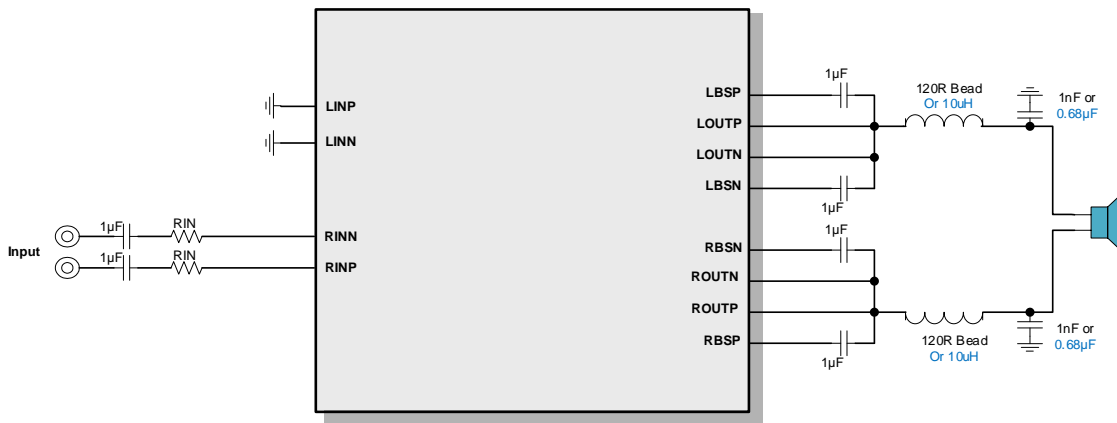 LINP
LINN
Input
1µF
RIN
1µF
RIN
RINN
RINP
LBSP
LOUTP
LOUTN
LBSN
RBSN
ROUTN
ROUTP
RBSP
1µF
1µF
1µF
1µF
120R Bead
Or 10uH
1nF or
0.68µF
120R Bead
Or 10uH
1nF or
0.68µF